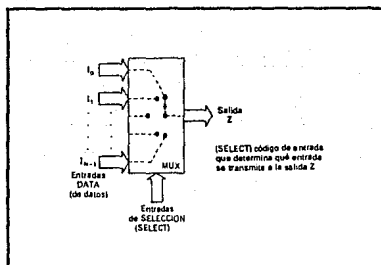 I₀
I₁
Salida
Z
(SELECT) código de entrada
que determina qué entrada
se transmite a la salida Z
I_N-1
MUX
Entradas
DATA
(de datos)
Entradas
de SELECCION
(SELECT)